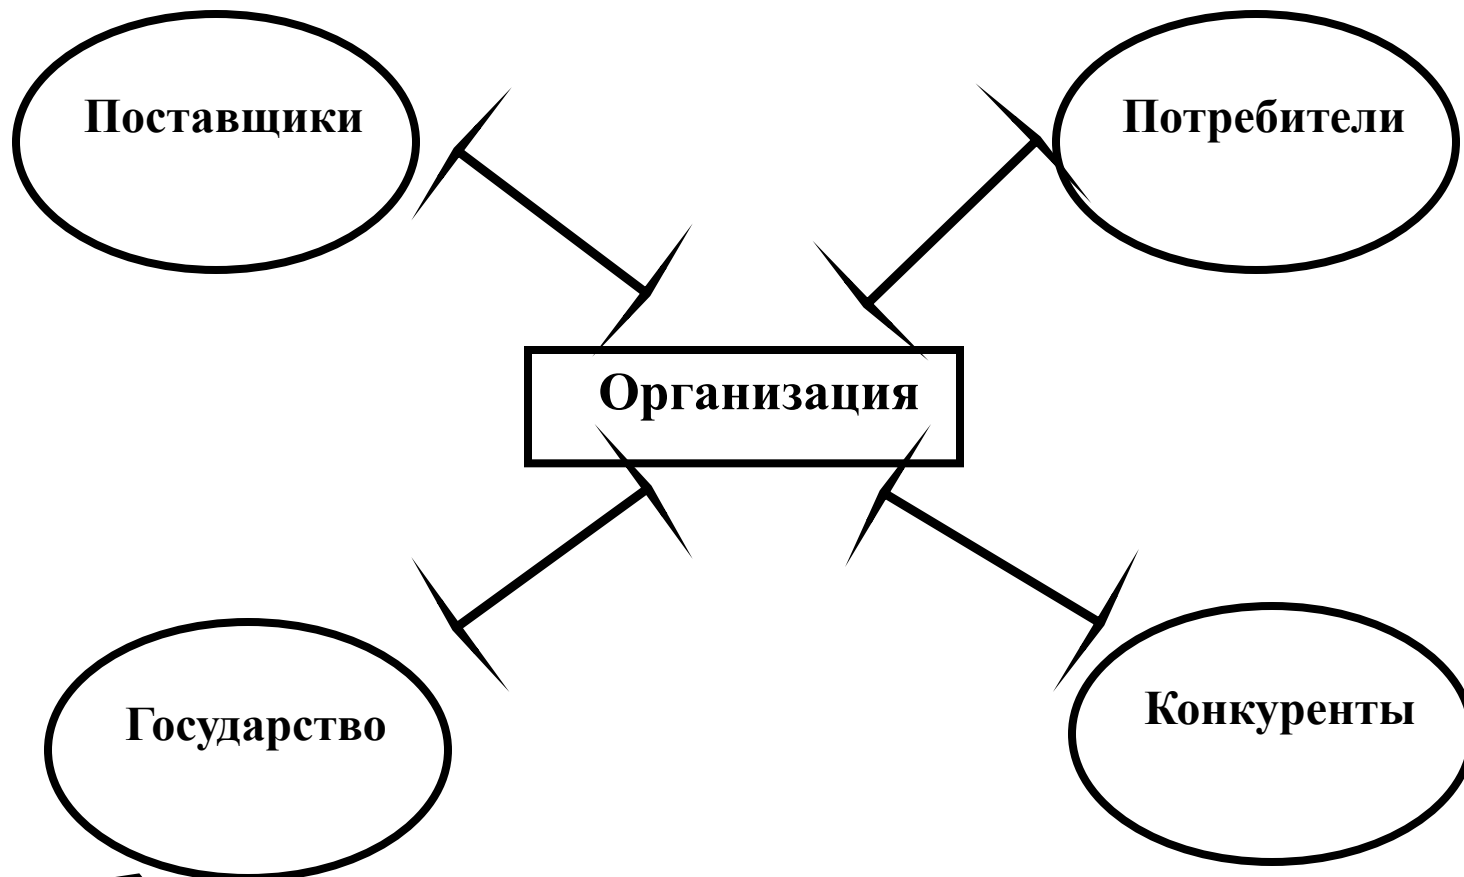 Поставщики
Потребители
Организация
Государство
Конкуренты